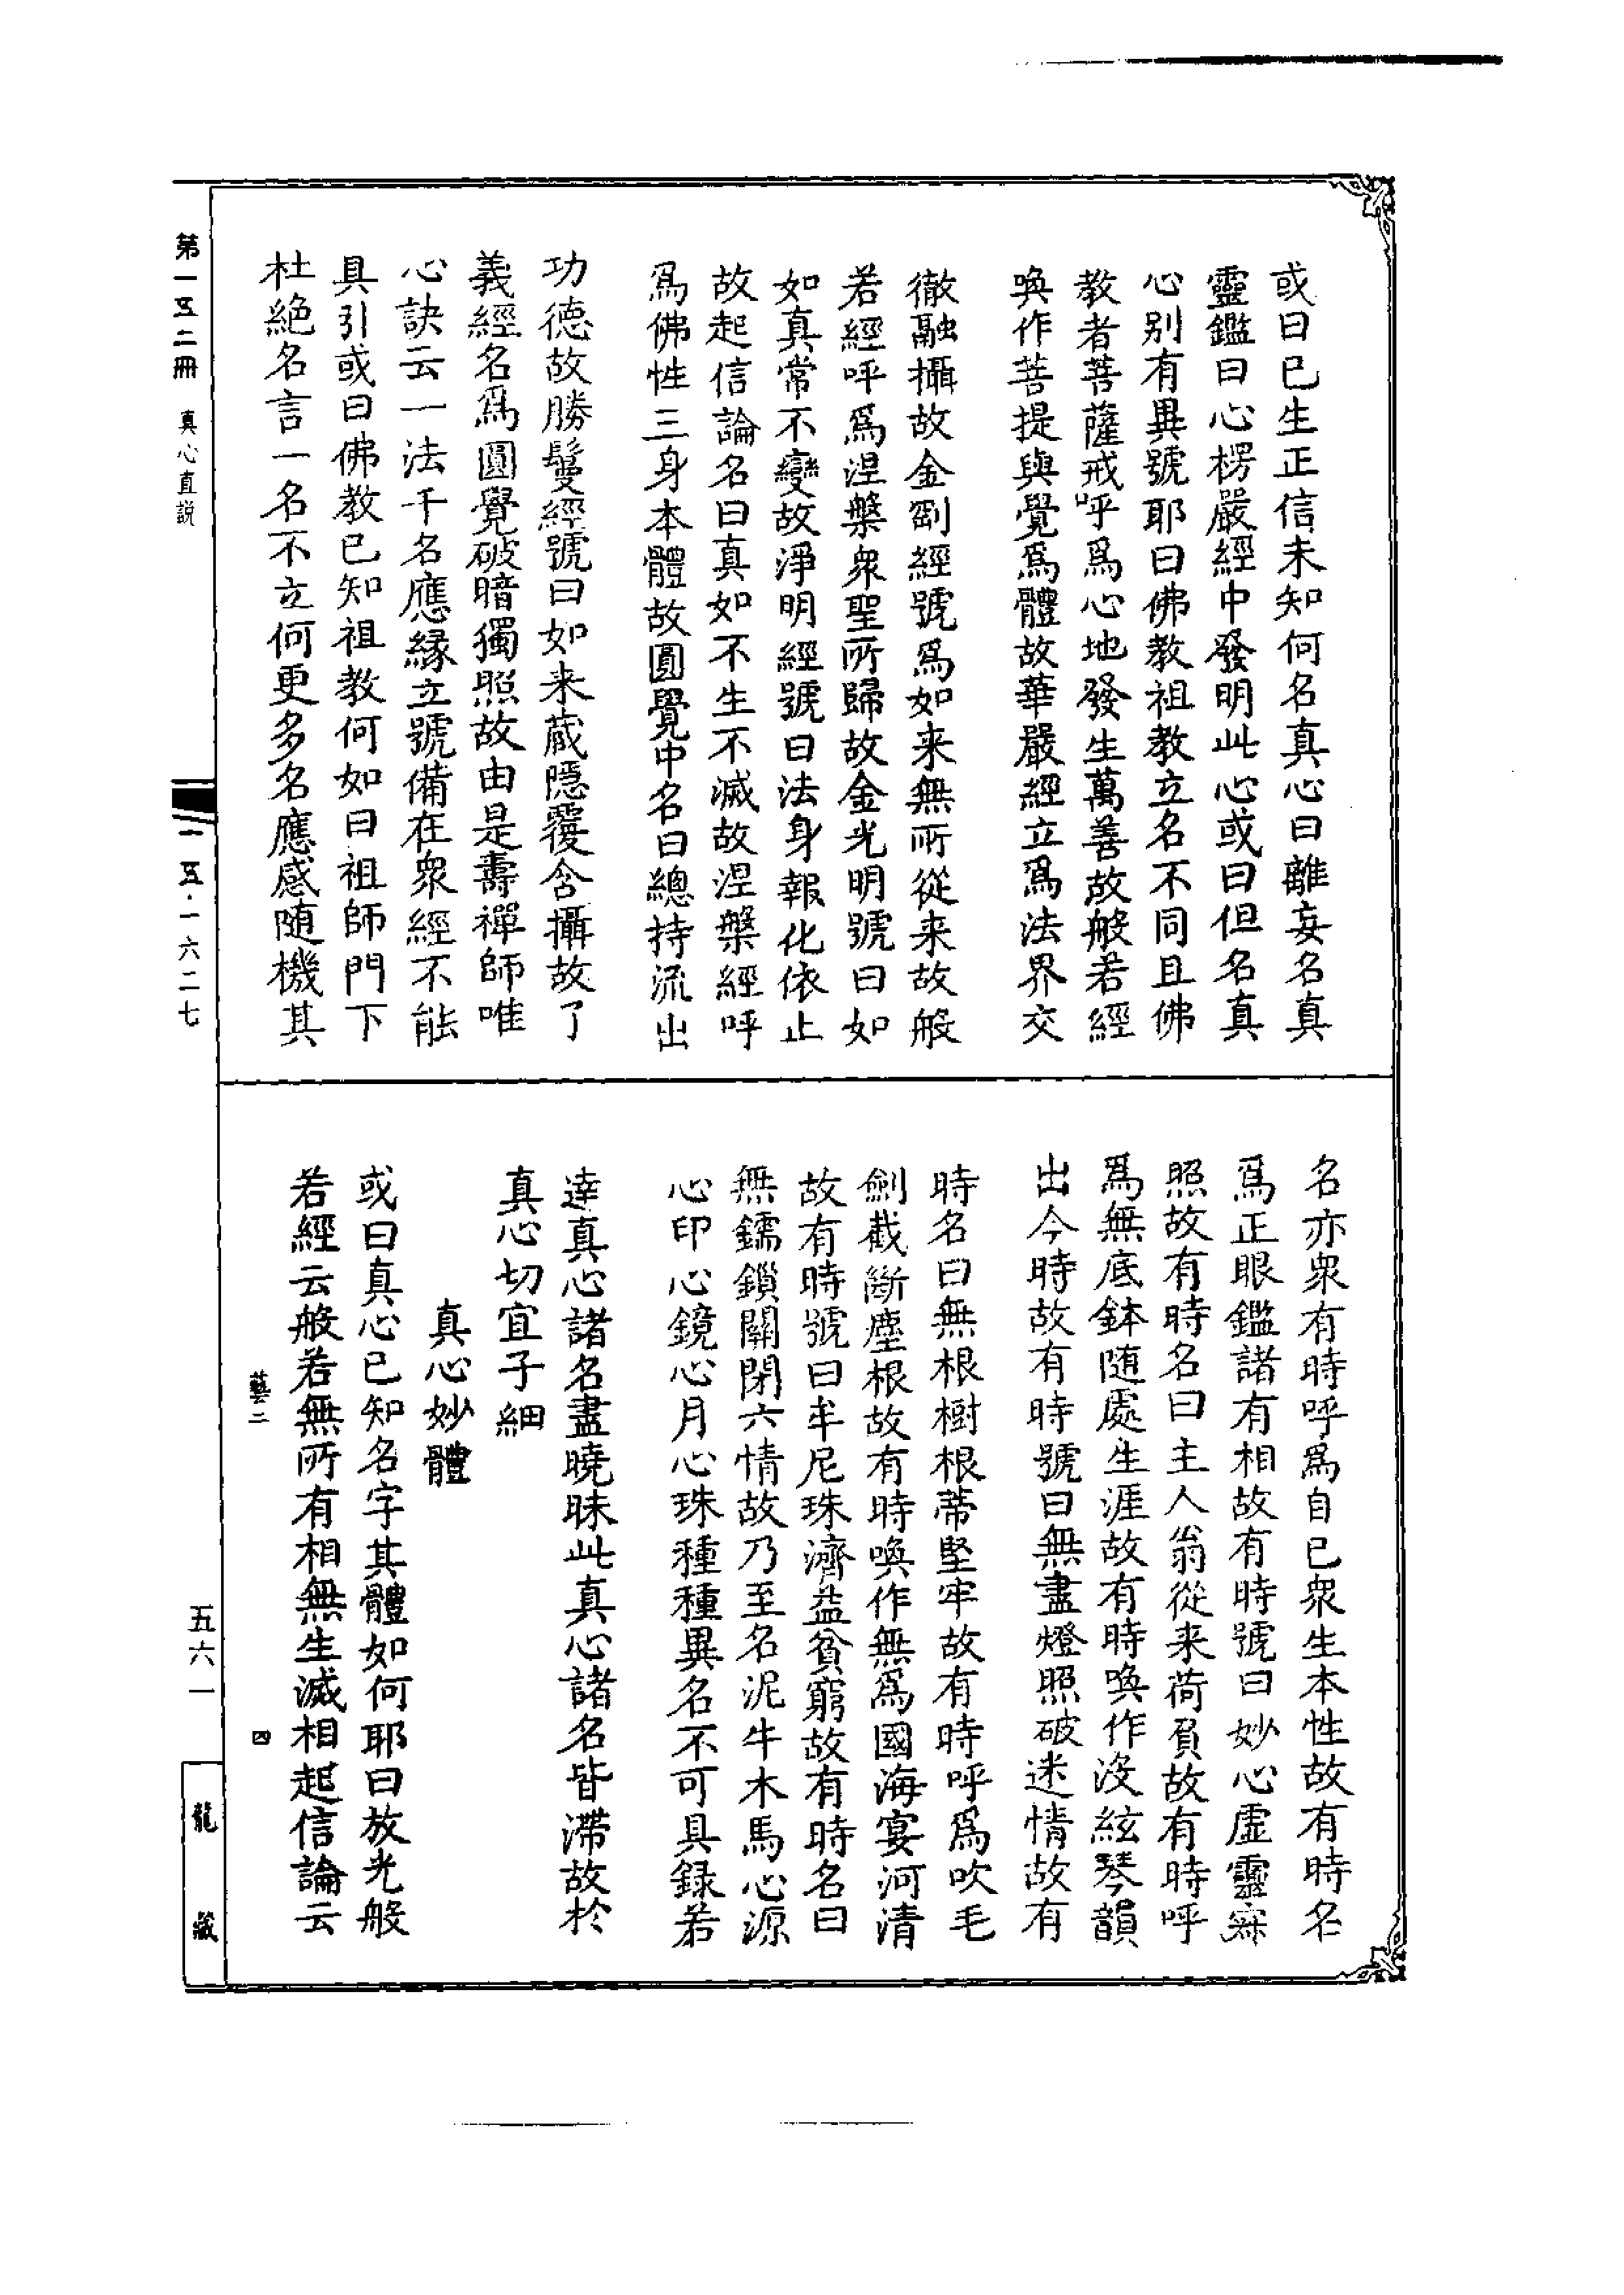 或曰已生正信未知何名真心曰離妄名真
靈鑑曰心楞嚴經中發明此心或曰但名真
心别有異號耶曰佛教祖教立名不同且佛
教者菩薩戒呼爲心地發生萬善故般若經
喚作菩提與覺爲體故華嚴經立爲法界交
徹融攝故金剛經號爲如来無所從来故般
若經呼爲涅槃衆聖所歸故金光明號曰如
如真常不變故淨明經號曰法身報化依止
故起信論名曰真如不生不滅故涅槃經呼
爲佛性三身本體故圓覺中名曰總持流出
功德故勝鬘經號曰如来蔵隱覆含攝故了
義經名爲圓覺破暗獨照故由是壽禪師唯
心訣云一法千名應緣立號備在衆經不能
具引或曰佛教已知祖教何如曰祖師門下
杜絶名言一名不立何更多名應感随機其
名亦衆有時呼爲自已衆生本性故有時名
爲正眼鑑諸有相故有時號曰妙心虚靈寂
照故有時名曰主人翁從来荷負故有時呼
爲無底鉢随處生涯故有時喚作没絃琴韻
出今時故有時號曰無盡燈照破迷情故有
時名曰無根樹根蒂堅牢故有時呼爲吹毛
劍截斷塵根故有時喚作無爲國海宴河清
故有時號曰牟尼珠濟益貧窮故有時名曰
無鑐鎖關閉六情故乃至名泥牛木馬心源
心印心鏡心月心珠種種異名不可具録若
達真心諸名盡曉昧此真心諸名皆滯故於
真心切宜子細
真心妙體
或曰真心已知名字其體如何耶曰放光般
若經云般若無所有相無生滅相起信論云
藝二
四
第一五二冊 真心直説
一五·一六二七
五六一
龍藏